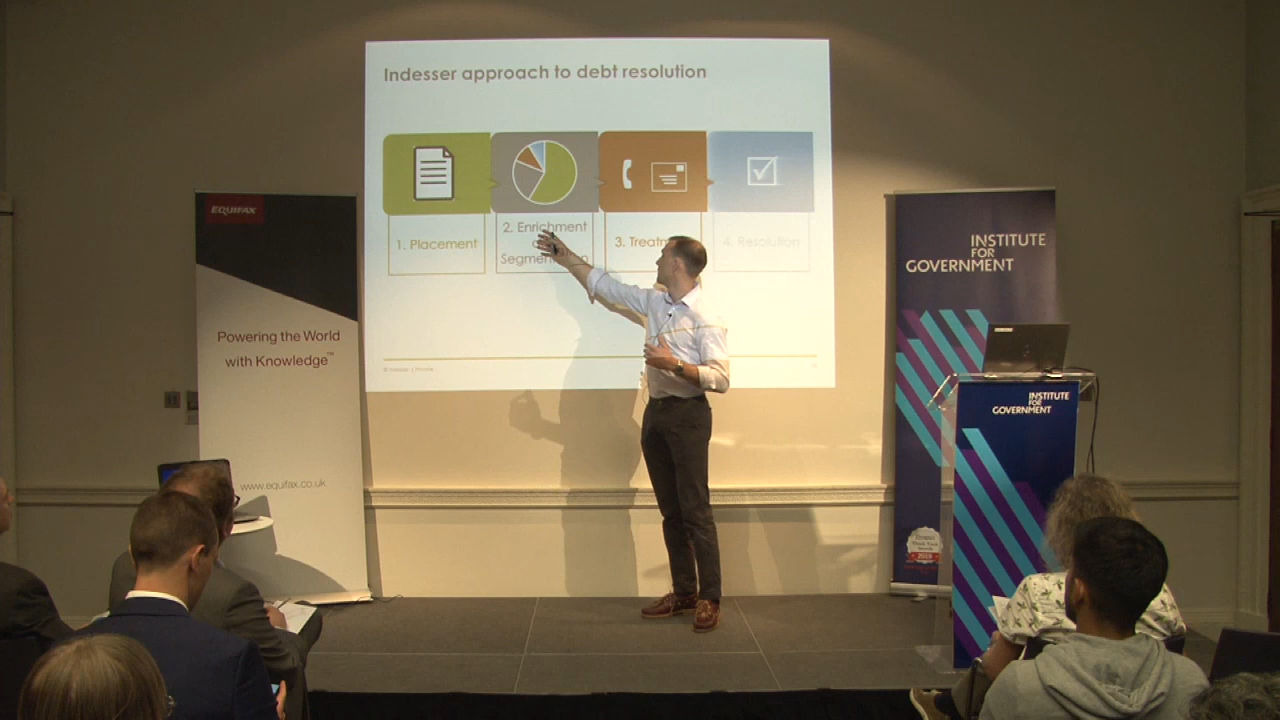 Indesser approach to debt resolution
1. Placement
2. Enrichment
3.
4. Resolution
EQUIFAX
Powering the World
with Knowledge™
www.equifax.co.uk
INSTITUTE
FOR
GOVERNMENT
2019
INSTITUTE
FOR
GOVERNMENT